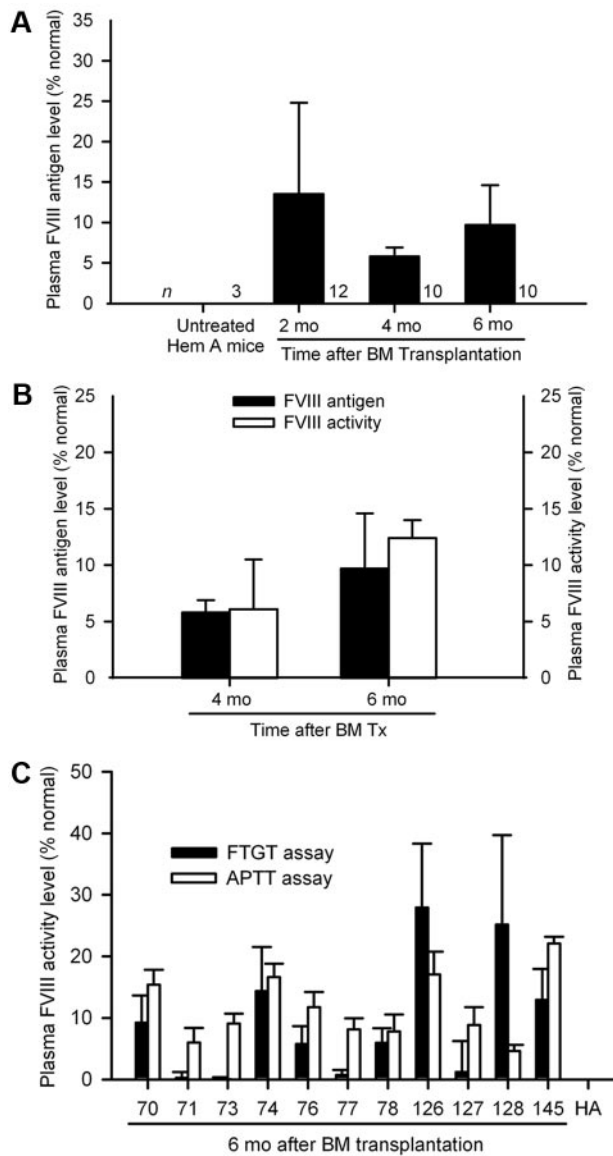 A
Plasma FVIII antigen level (% normal)
35
30
25
20
15
10
5
0
n
3
12
10
10
Untreated
Hem A mice
2 mo
4 mo
6 mo
Time after BM Transplantation
B
Plasma FVIII antigen level (% normal)
25
20
15
10
5
0
FVIII antigen
FVIII activity
25
20
15
10
5
0
Plasma FVIII activity level (% normal)
4 mo
6 mo
Time after BM Tx
C
Plasma FVIII activity level (% normal)
50
40
30
20
10
0
FTGT assay
APTT assay
70 71 73 74 76 77 78 126 127 128 145 HA
6 mo after BM transplantation